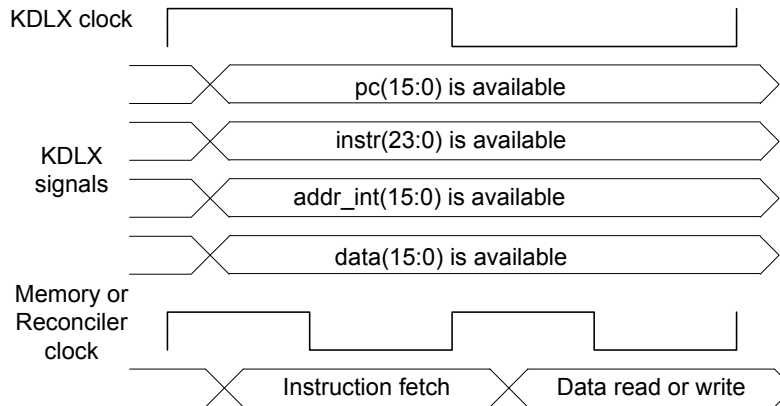 KDLX clock
pc(15:0) is available
instr(23:0) is available
KDLX
signals
addr_int(15:0) is available
data(15:0) is available
Memory or
Reconciler
clock
Instruction fetch
Data read or write